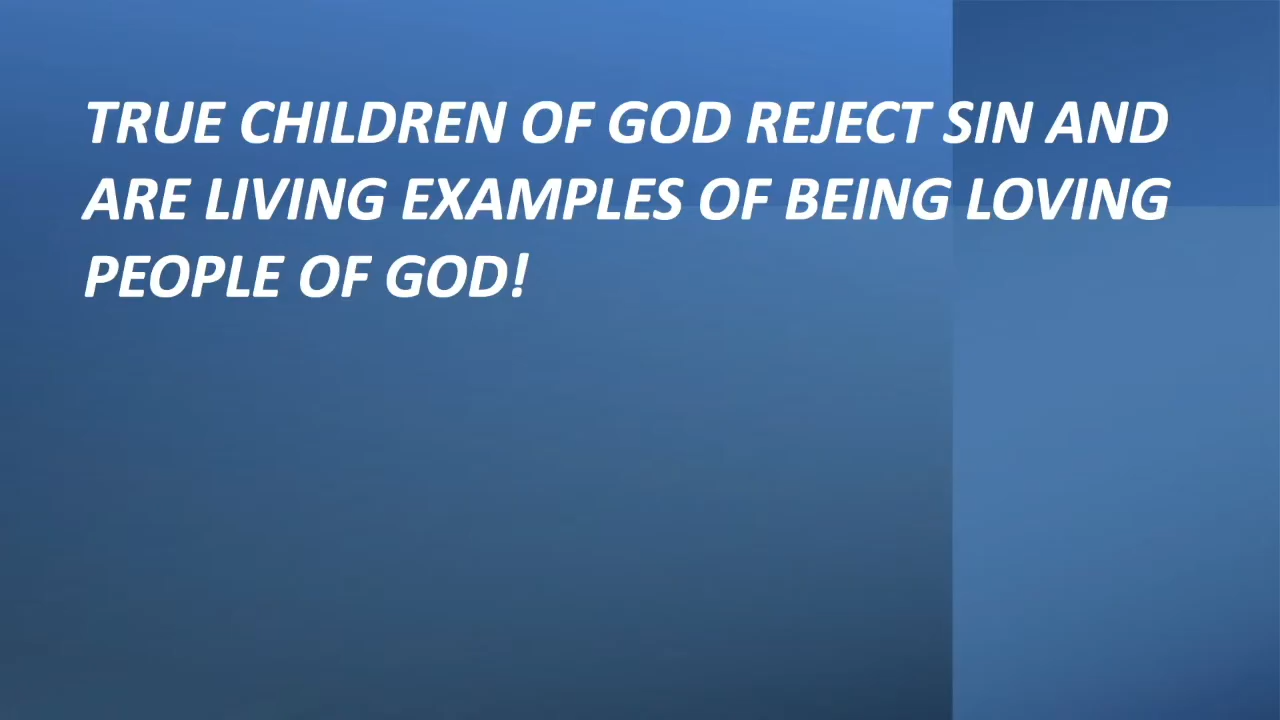 TRUE CHILDREN OF GOD REJECT SIN AND
ARE LIVING EXAMPLES OF BEING LOVING
PEOPLE OF GOD!